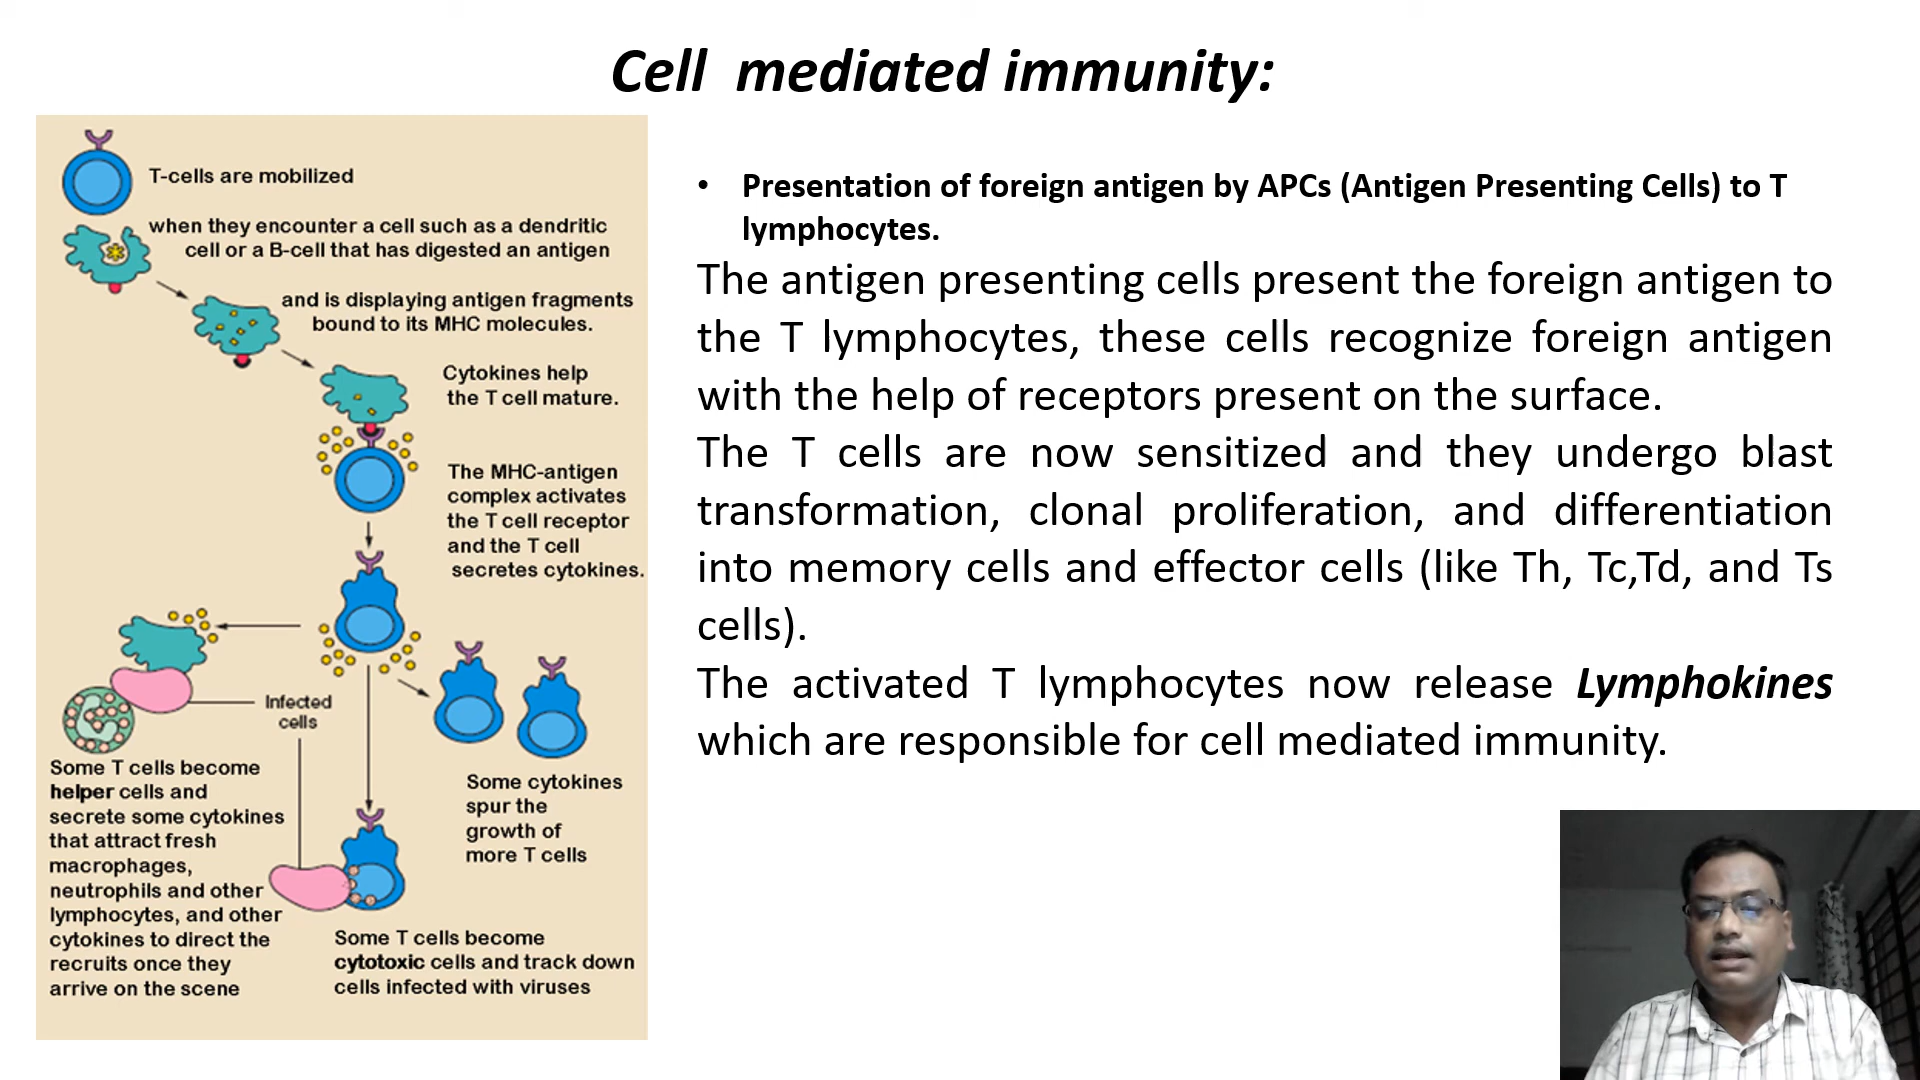 Cell  mediated immunity:
T-cells are mobilized
when they encounter a cell such as a dendritic
cell or a B-cell that has digested an antigen
and is displaying antigen fragments
bound to its MHC molecules.
Cytokines help
the T cell mature.
The MHC-antigen
complex activates
the T cell receptor
and the T cell
secretes cytokines.
Infected
cells
Some T cells become
helper cells and
secrete some cytokines
that attract fresh
macrophages,
neutrophils and other
lymphocytes, and other
cytokines to direct the
recruits once they
arrive on the scene
Some cytokines
spur the
growth of
more T cells
Some T cells become
cytotoxic cells and track down
cells infected with viruses
• Presentation of foreign antigen by APCs (Antigen Presenting Cells) to T
lymphocytes.
The antigen presenting cells present the foreign antigen to
the T lymphocytes, these cells recognize foreign antigen
with the help of receptors present on the surface.
The T cells are now sensitized and they undergo blast
transformation, clonal proliferation, and differentiation
into memory cells and effector cells (like Th, Tc,Td, and Ts
cells).
The activated T lymphocytes now release Lymphokines
which are responsible for cell mediated immunity.